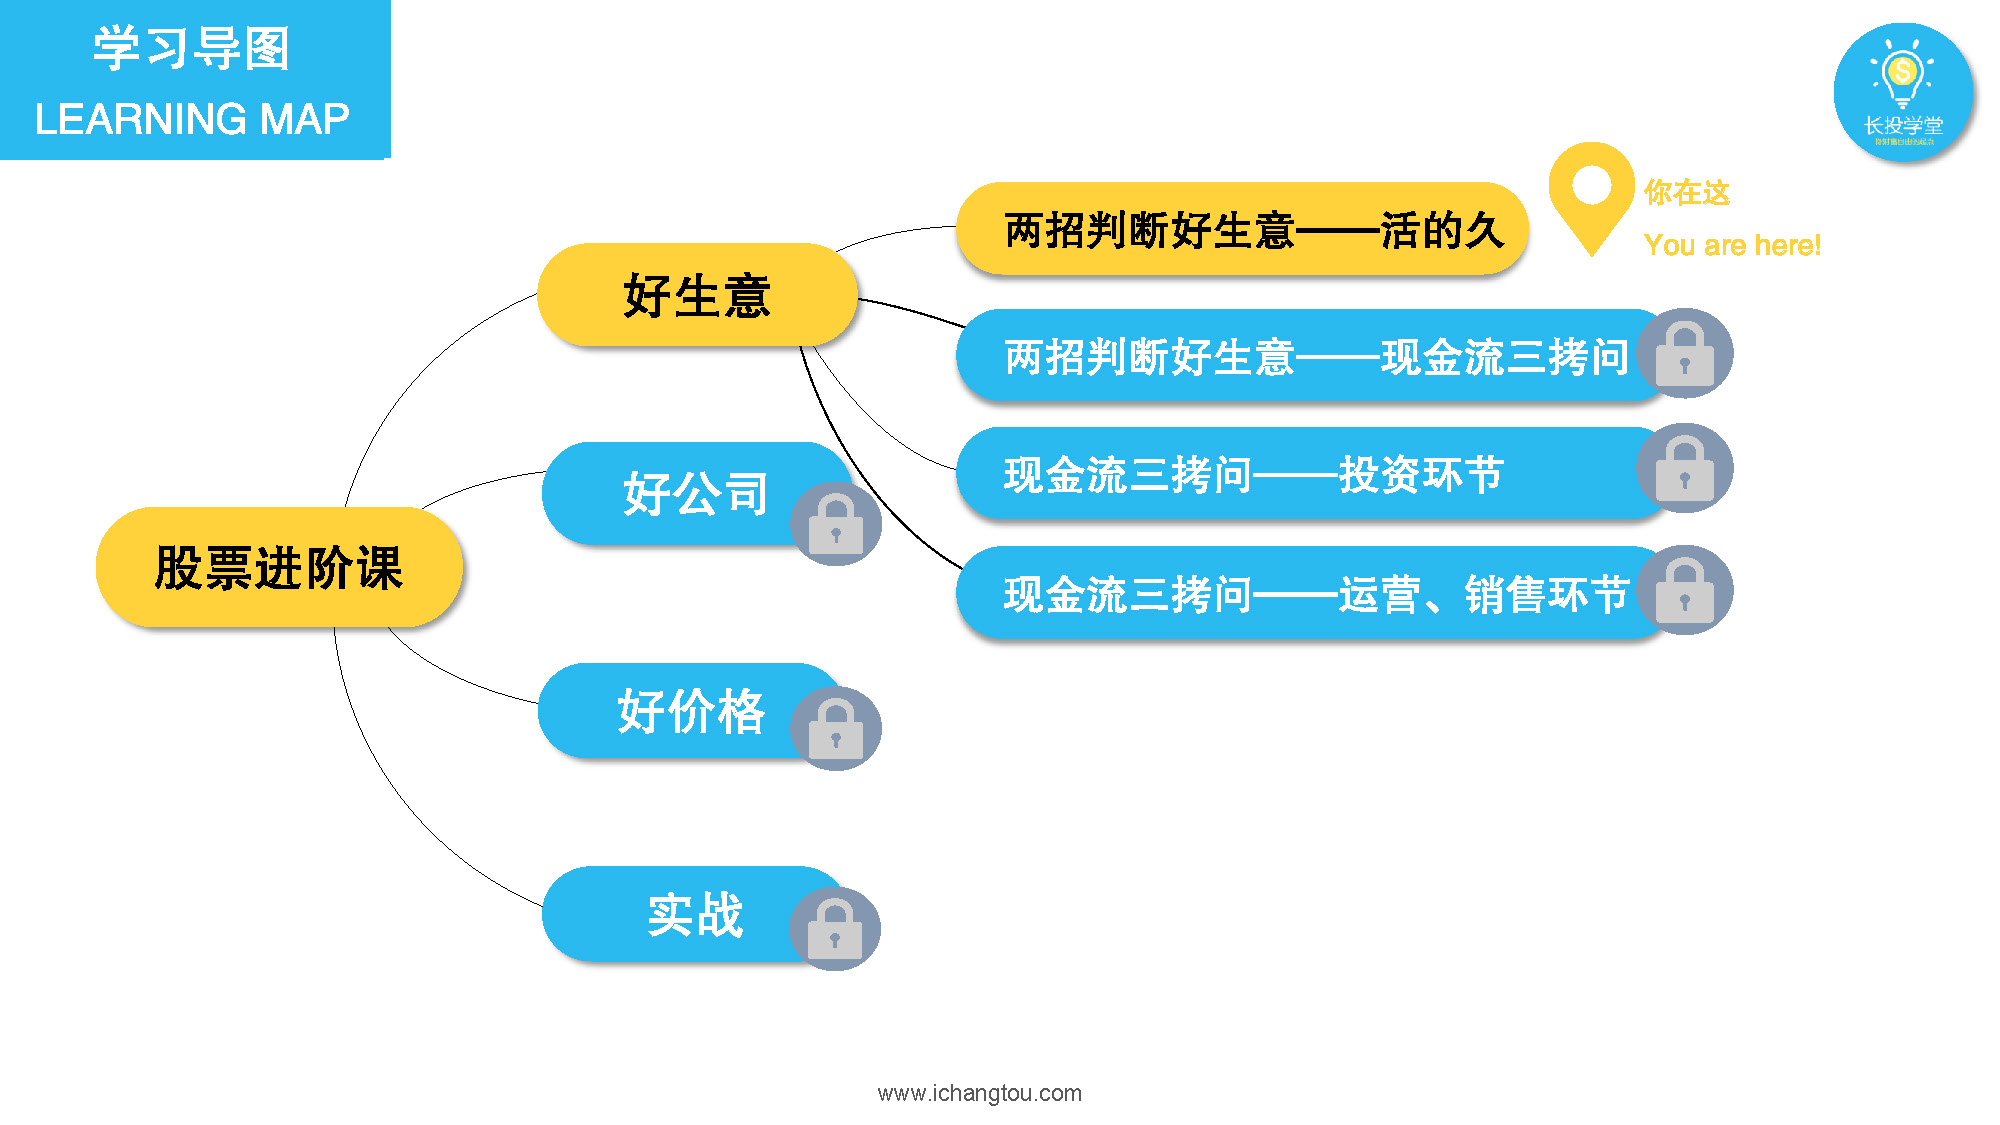 学习导图
LEARNING MAP
长投学堂
你在这
You are here!
两招判断好生意——活的久
好生意
两招判断好生意——现金流三拷问
现金流三拷问——投资环节
好公司
股票进阶课
现金流三拷问——运营、销售环节
好价格
实战
www.ichangtou.com